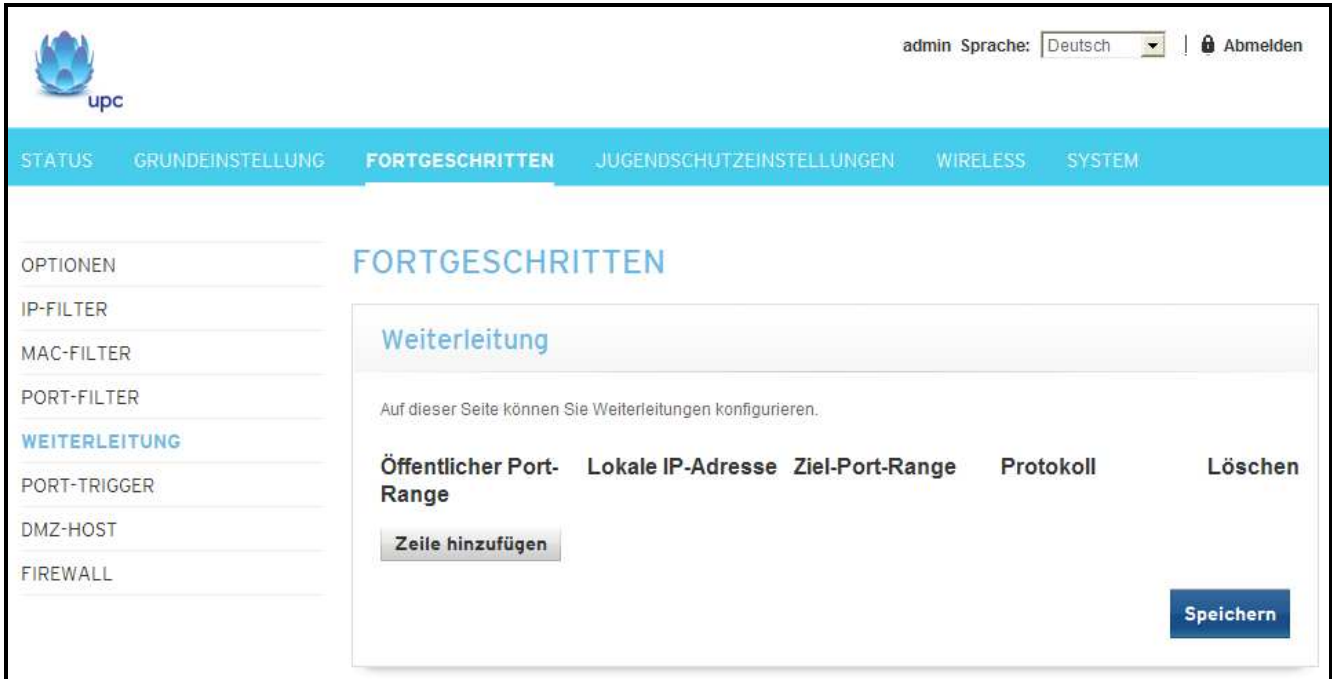 upc
admin Sprache: Deutsch | Abmelden
STATUS GRUNDEINSTELLUNG FORTGESCHRITTEN JUGENDSCHUTZEINSTELLUNGEN WIRELESS SYSTEM
OPTIONEN
IP-FILTER
MAC-FILTER
PORT-FILTER
WEITERLEITUNG
PORT-TRIGGER
DMZ-HOST
FIREWALL
FORTGESCHRITTEN
Weiterleitung
Auf dieser Seite können Sie Weiterleitungen konfigurieren.
Öffentlicher Port-Range Lokale IP-Adresse Ziel-Port-Range Protokoll Löschen
Zeile hinzufügen
Speichern